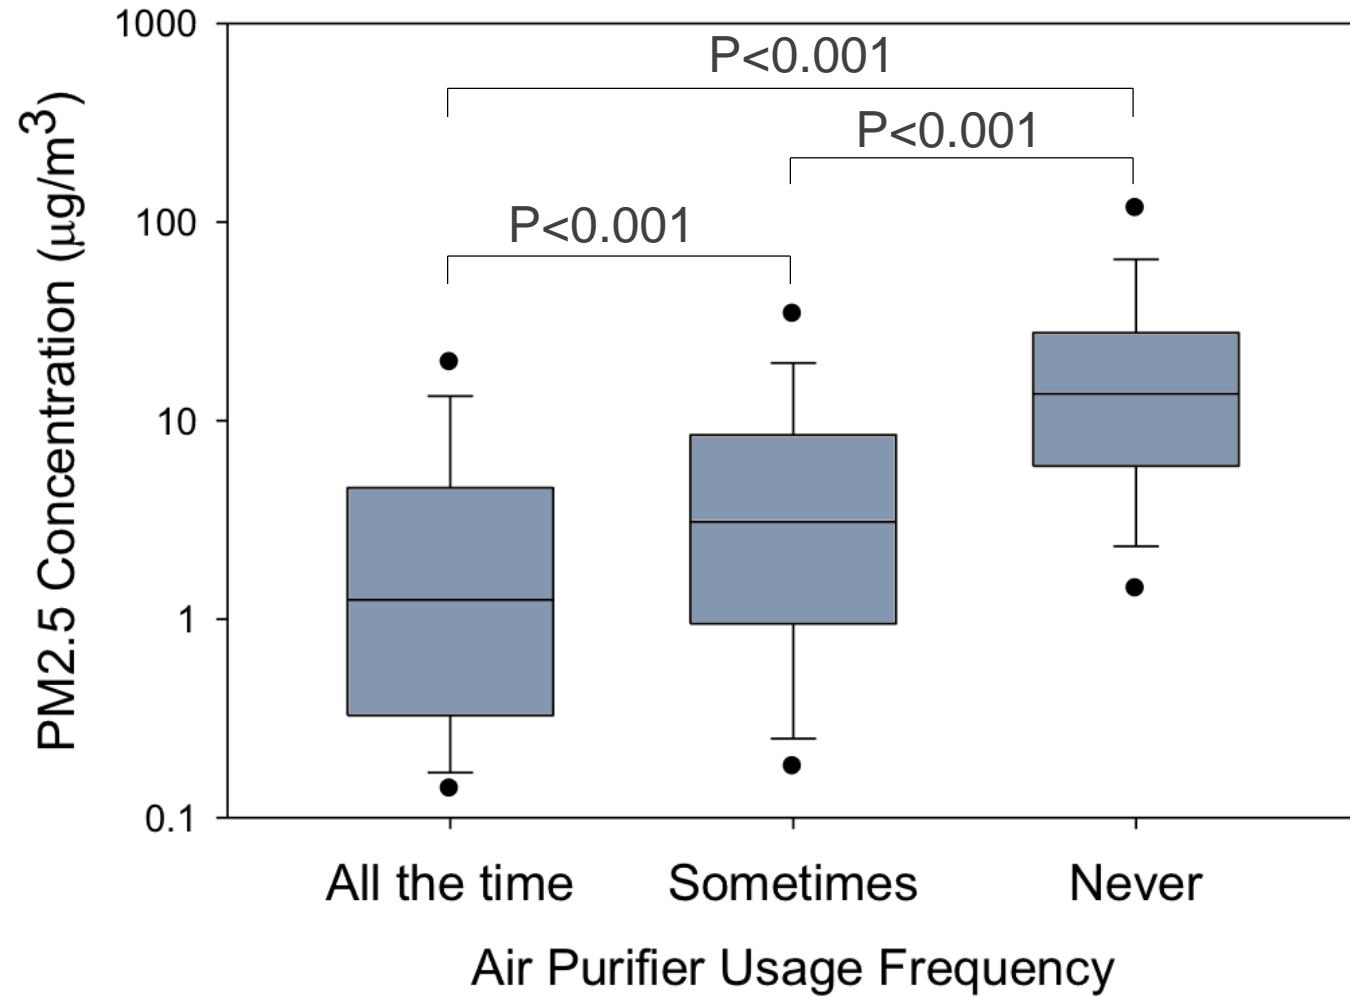 1000
P<0.001
P<0.001
100
P<0.001
10
1
0.1
PM2.5 Concentration (μg/m³)
All the time
Sometimes
Never
Air Purifier Usage Frequency